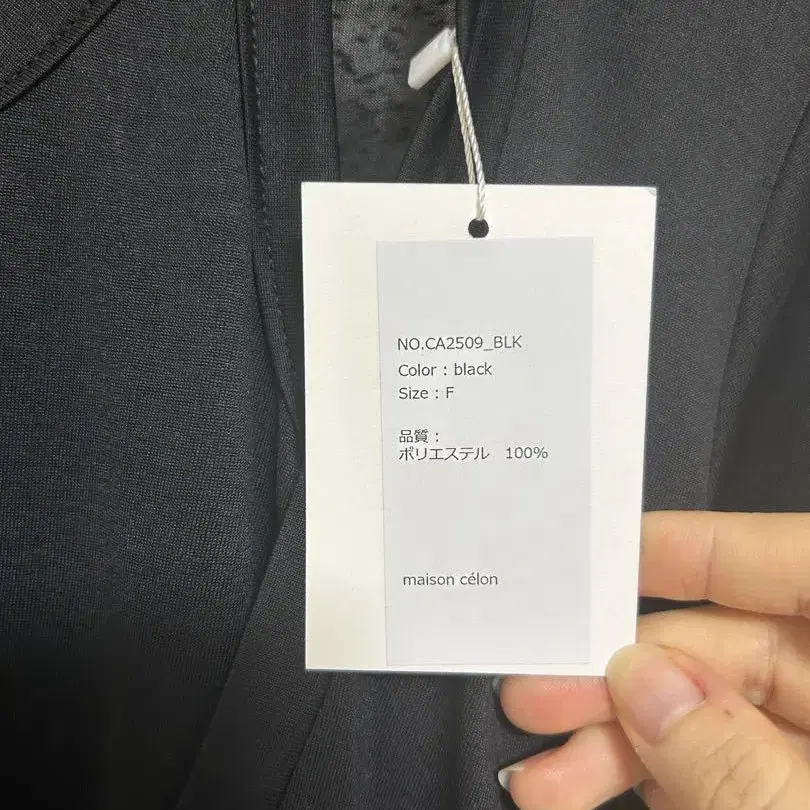 NO.CA2509_BLK
Color : black
Size : F
品質 :
ポリエステル 100%
maison célon